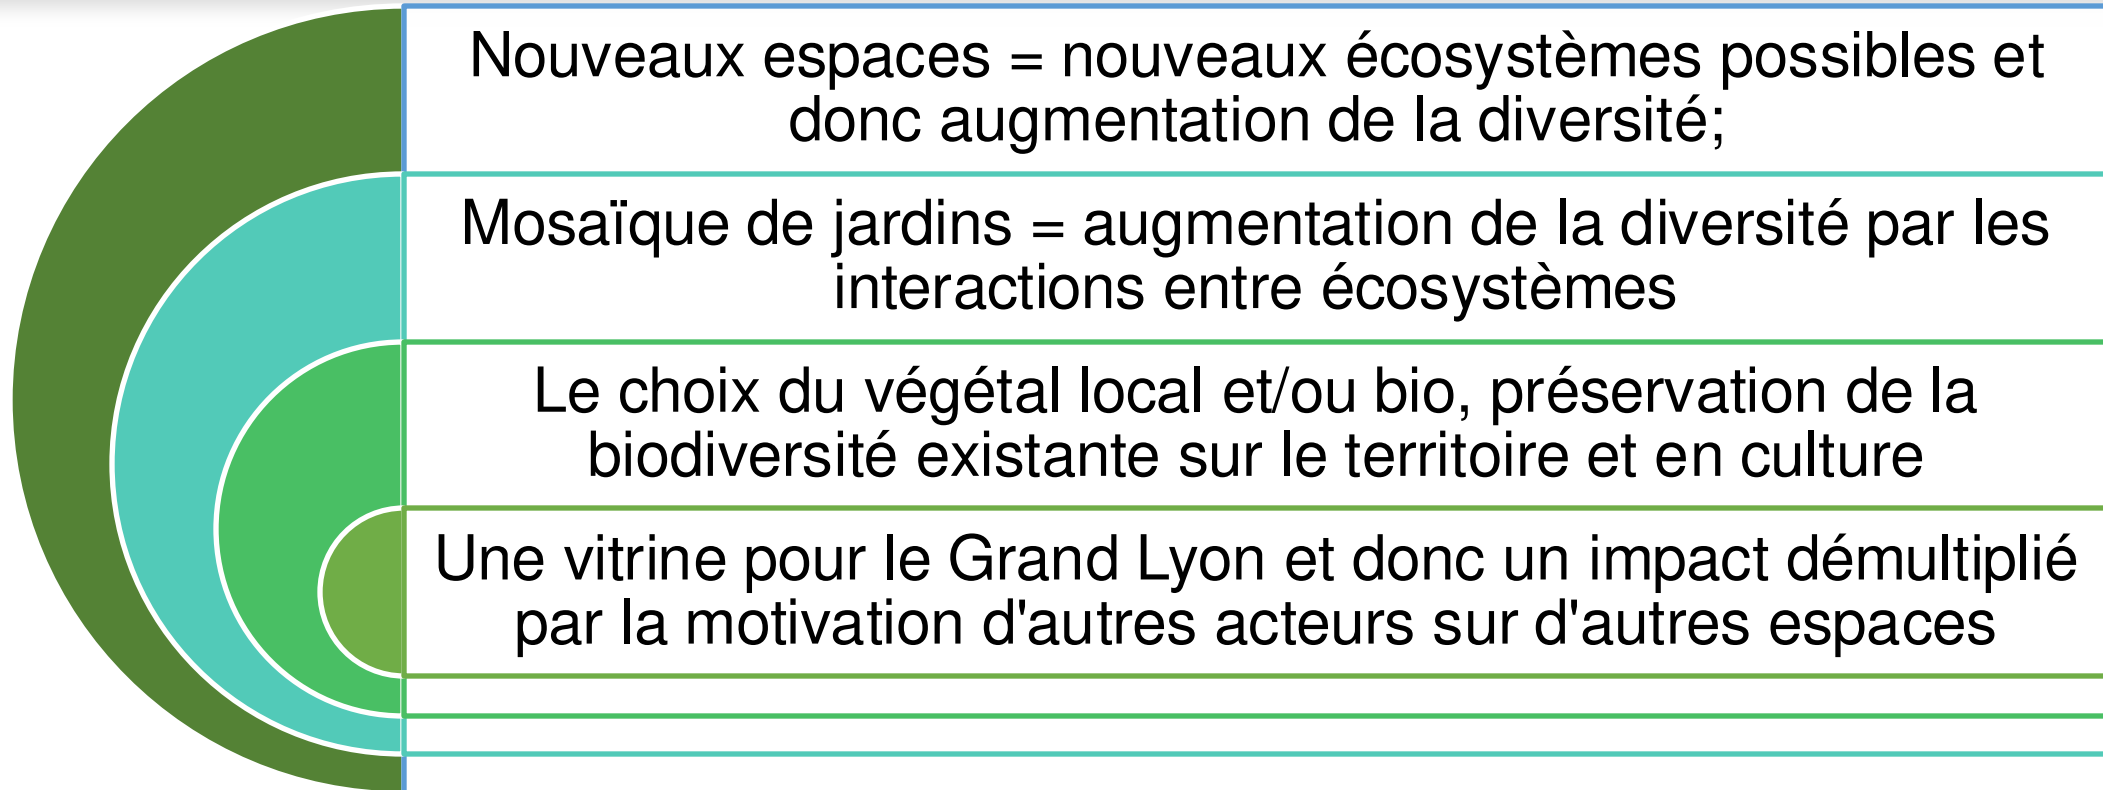 Nouveaux espaces = nouveaux écosystèmes possibles et
donc augmentation de la diversité;
Mosaïque de jardins = augmentation de la diversité par les
interactions entre écosystèmes
Le choix du végétal local et/ou bio, préservation de la
biodiversité existante sur le territoire et en culture
Une vitrine pour le Grand Lyon et donc un impact démultiplié
par la motivation d'autres acteurs sur d'autres espaces